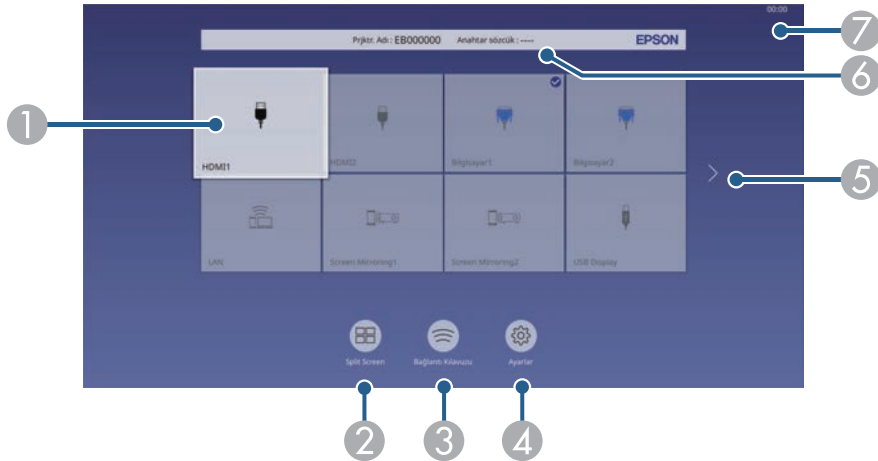 00:00
Prjktr. Adı : EB000000 Anahtar sözcük : ---- EPSON
HDMI1 HDMI2 Bilgisayar1 Bilgisayar2
LAN Screen Mirroring1 Screen Mirroring2 USB Display
Split Screen Bağlantı Kılavuzu Ayarlar
1
2
3
4
5
6
7